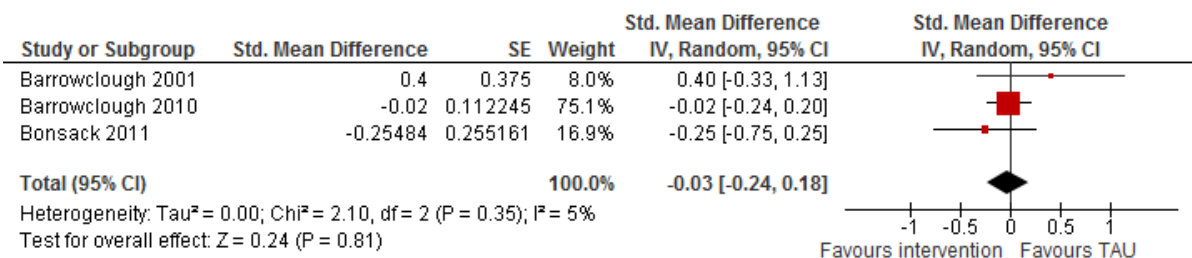 Std. Mean Difference Std. Mean Difference
Study or Subgroup Std. Mean Difference SE Weight IV, Random, 95% CI IV, Random, 95% CI
Barrowclough 2001 0.4 0.375 8.0% 0.40 [-0.33, 1.13]
Barrowclough 2010 -0.02 0.112245 75.1% -0.02 [-0.24, 0.20]
Bonsack 2011 -0.25484 0.255161 16.9% -0.25 [-0.75, 0.25]
Total (95% CI) 100.0% -0.03 [-0.24, 0.18]
Heterogeneity: Tau² = 0.00; Chi² = 2.10, df = 2 (P = 0.35); I² = 5%
Test for overall effect: Z = 0.24 (P = 0.81)
-1 -0.5 0 0.5 1
Favours intervention Favours TAU